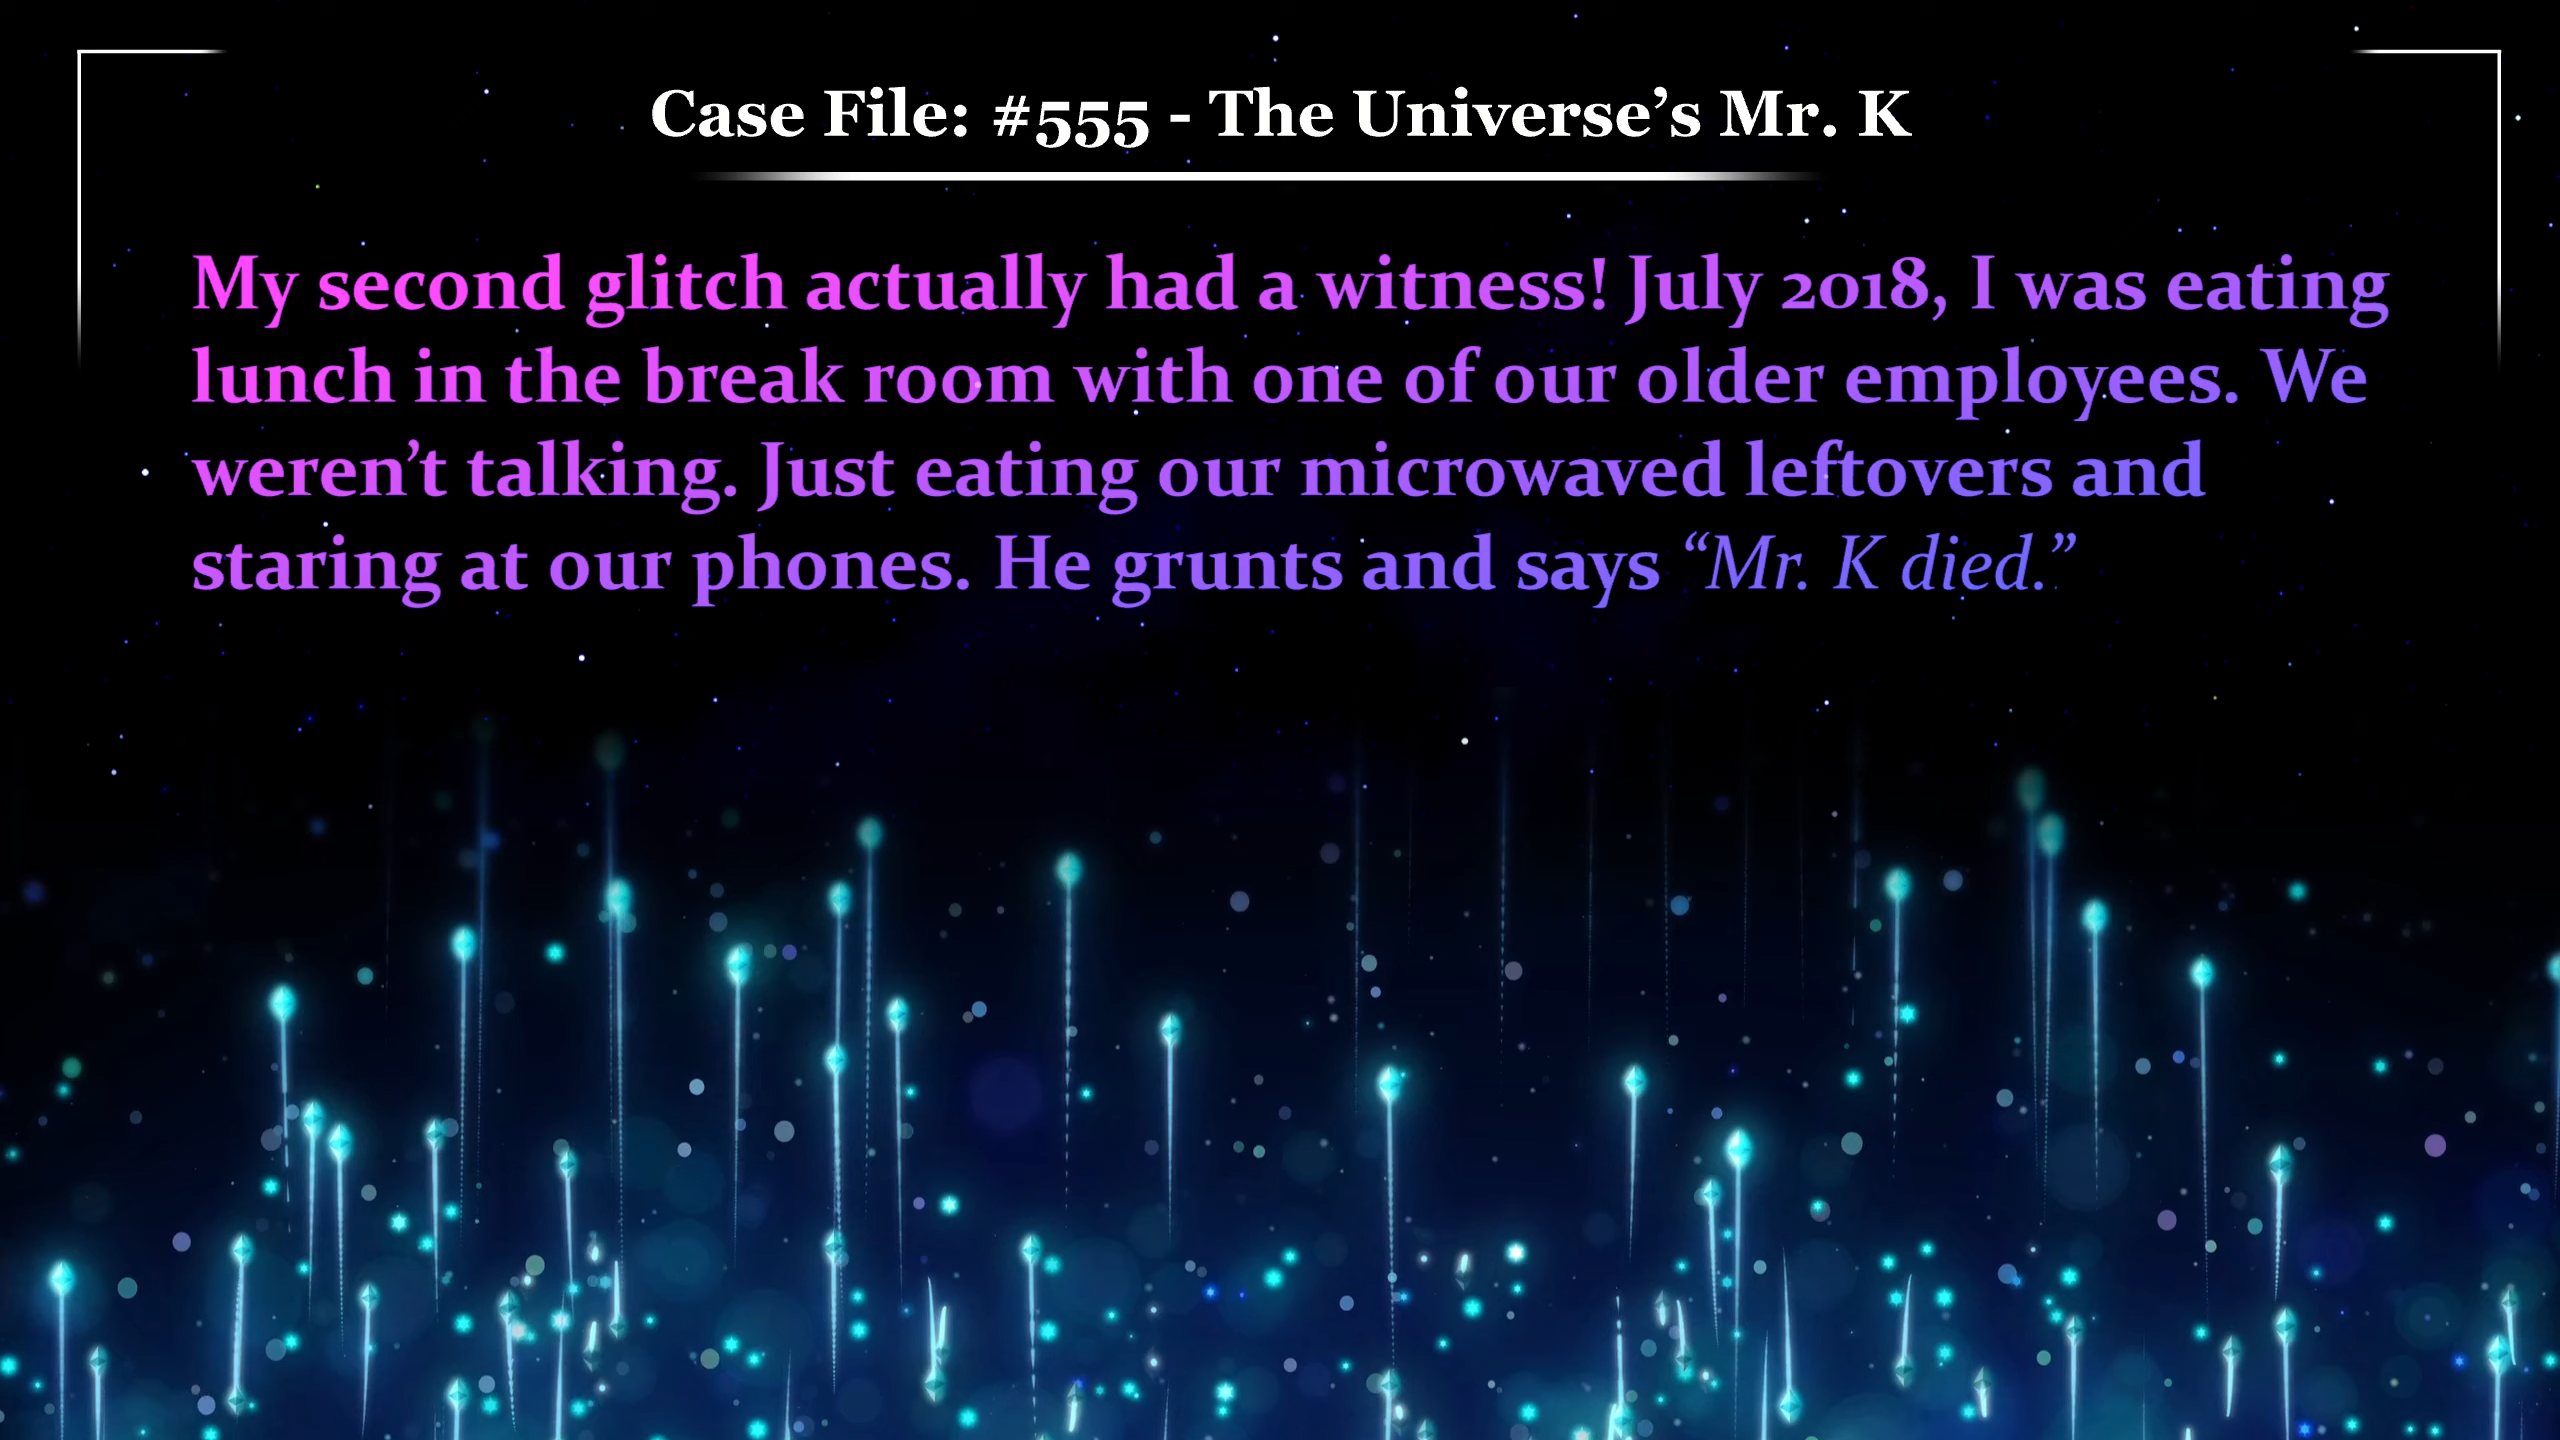 Case File: #555 - The Universe’s Mr. K
My second glitch actually had a witness! July 2018, I was eating
lunch in the break room with one of our older employees. We
weren’t talking. Just eating our microwaved leftovers and
staring at our phones. He grunts and says “Mr. K died.”